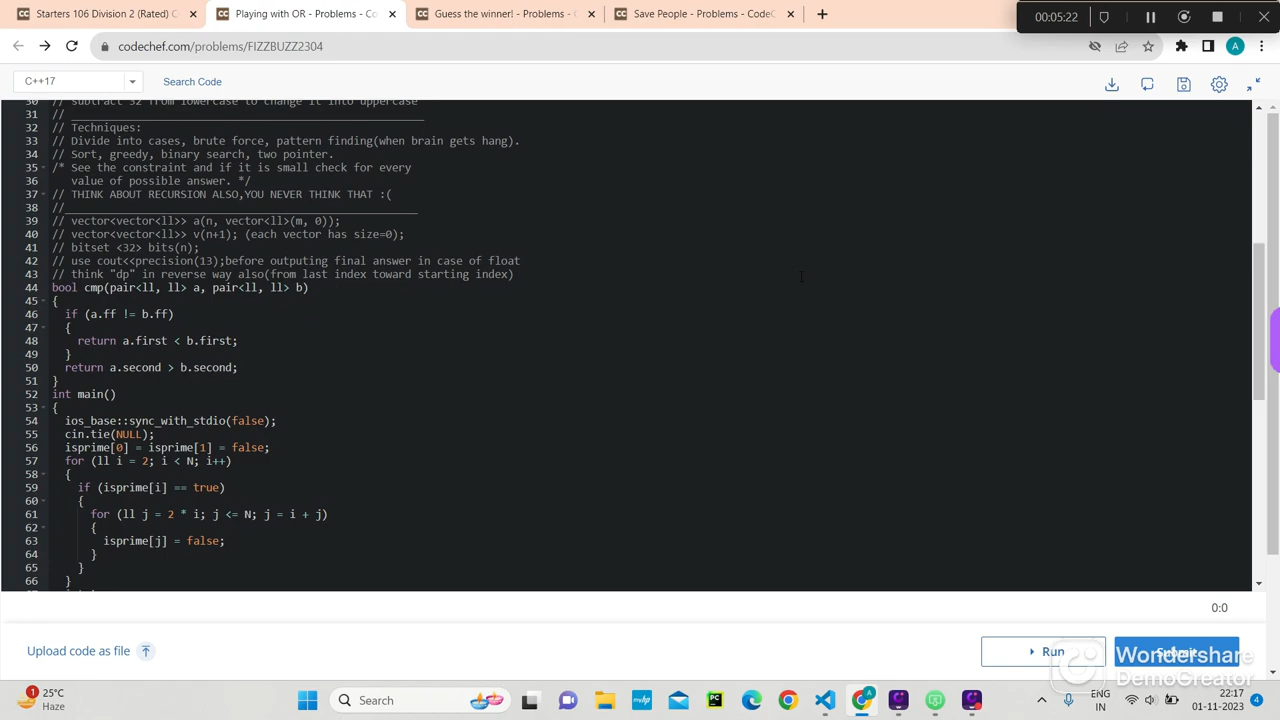 Starters 106 Division 2 (Rated) C
Playing with OR - Problems - Co
Guess the winner! - Problems - C
Save People - Problems - CodeC
00:05:22
codechef.com/problems/FIZZBUZZ2304
A
C++17
Search Code
30 // subtract 32 from lowercase to change it into uppercase
31 // ______________________________________________________
32 // Techniques:
33 // Divide into cases, brute force, pattern finding(when brain gets hang).
34 // Sort, greedy, binary search, two pointer.
35 /* See the constraint and if it is small check for every
36 value of possible answer. */
37 // THINK ABOUT RECURSION ALSO,YOU NEVER THINK THAT :(
38 //_____________________________________________________
39 // vector<vector<ll>> a(n, vector<ll>(m, 0));
40 // vector<vector<ll>> v(n+1); (each vector has size=0);
41 // bitset <32> bits(n);
42 // use cout<<precision(13);before outputing final answer in case of float
43 // think "dp" in reverse way also(from last index toward starting index)
44 bool cmp(pair<ll, ll> a, pair<ll, ll> b)
45 {
46 if (a.ff != b.ff)
47 {
48 return a.first < b.first;
49 }
50 return a.second > b.second;
51 }
52 int main()
53 {
54 ios_base::sync_with_stdio(false);
55 cin.tie(NULL);
56 isprime[0] = isprime[1] = false;
57 for (ll i = 2; i < N; i++)
58 {
59 if (isprime[i] == true)
60 {
61 for (ll j = 2 * i; j <= N; j = i + j)
62 {
63 isprime[j] = false;
64 }
65 }
66 }
0:0
Upload code as file
Run
Submit
Wondershare
DemoCreator
1
25°C
Haze
Search
ENG
IN
22:17
01-11-2023
4